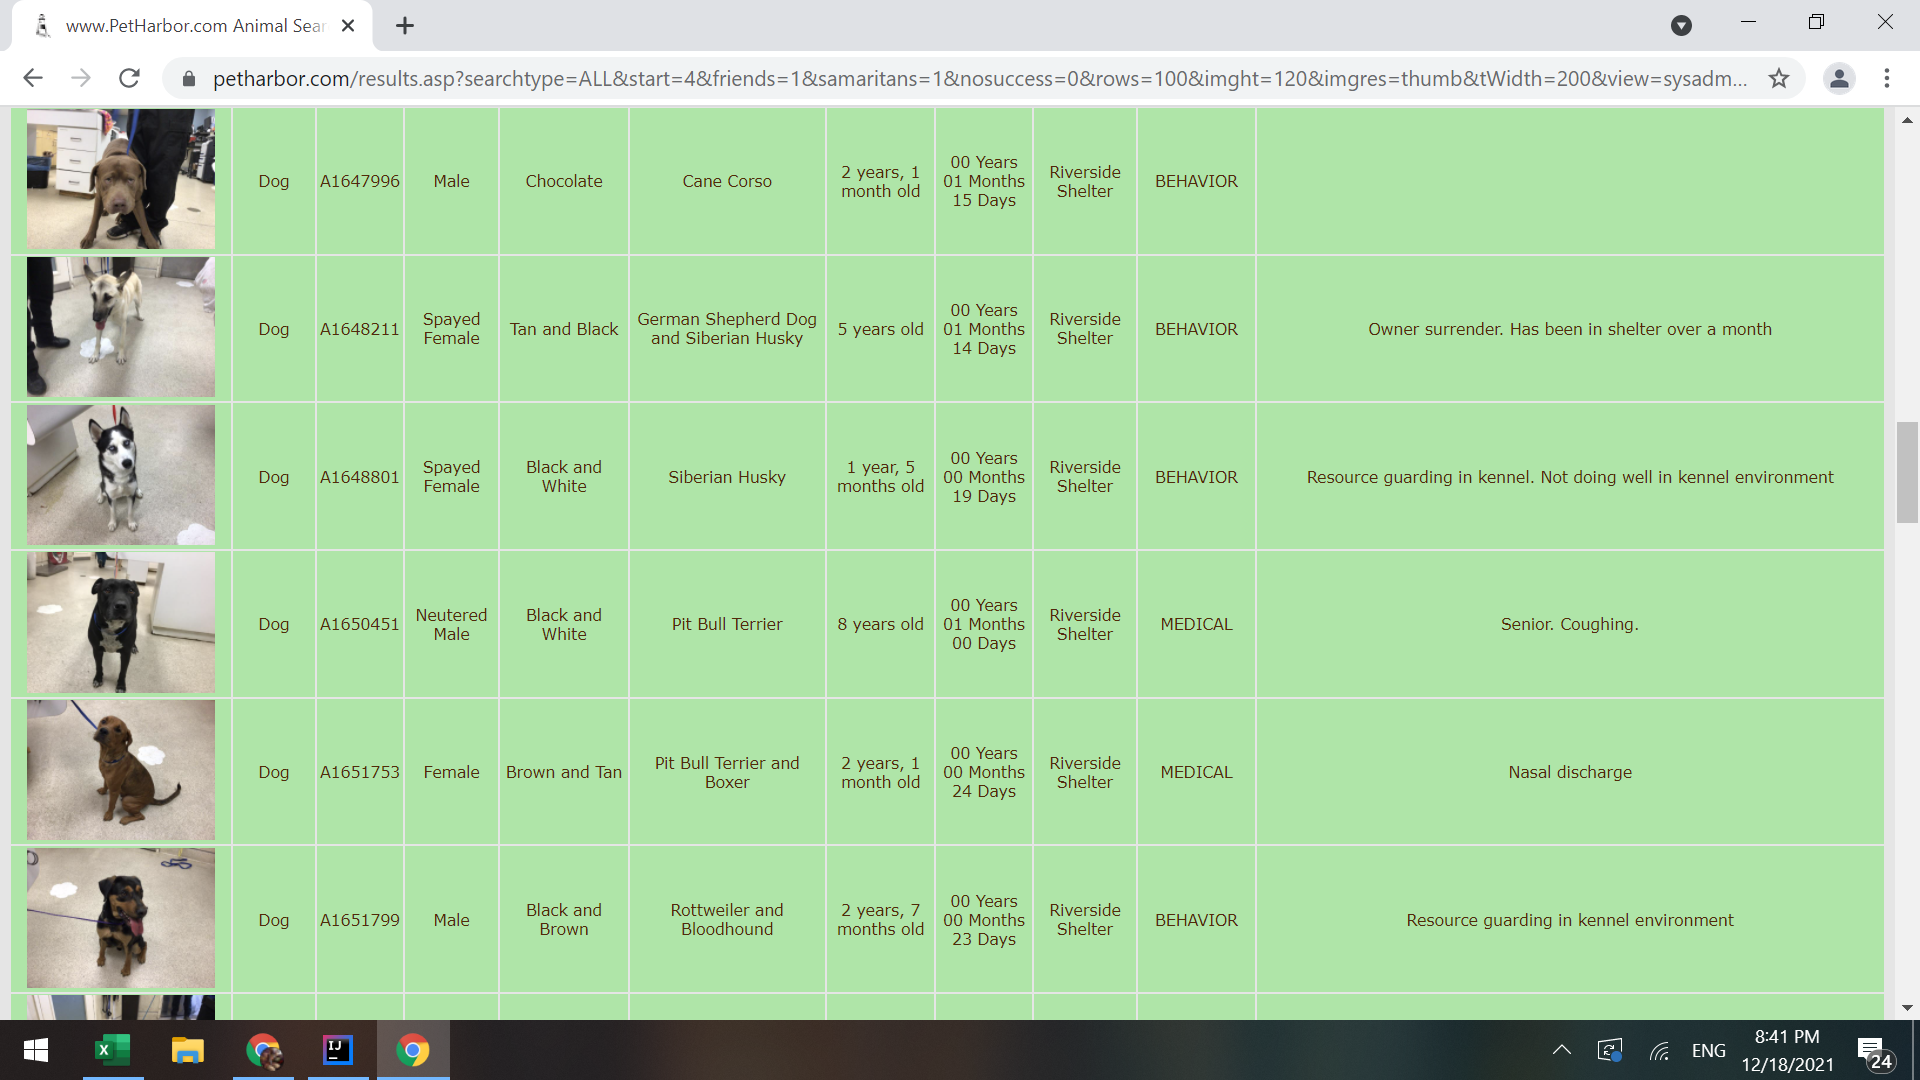 www.PetHarbor.com Animal Sear
petharbor.com/results.asp?searchtype=ALL&start=4&friends=1&samaritans=1&nosuccess=0&rows=100&imght=120&imgres=thumb&tWidth=200&view=sysadm...
Dog
A1647996
Male
Chocolate
Cane Corso
2 years, 1
month old
00 Years
01 Months
15 Days
Riverside
Shelter
BEHAVIOR
Dog
A1648211
Spayed
Female
Tan and Black
German Shepherd Dog
and Siberian Husky
5 years old
00 Years
01 Months
14 Days
Riverside
Shelter
BEHAVIOR
Owner surrender. Has been in shelter over a month
Dog
A1648801
Spayed
Female
Black and
White
Siberian Husky
1 year, 5
months old
00 Years
00 Months
19 Days
Riverside
Shelter
BEHAVIOR
Resource guarding in kennel. Not doing well in kennel environment
Dog
A1650451
Neutered
Male
Black and
White
Pit Bull Terrier
8 years old
00 Years
01 Months
00 Days
Riverside
Shelter
MEDICAL
Senior. Coughing.
Dog
A1651753
Female
Brown and Tan
Pit Bull Terrier and
Boxer
2 years, 1
month old
00 Years
00 Months
24 Days
Riverside
Shelter
MEDICAL
Nasal discharge
Dog
A1651799
Male
Black and
Brown
Rottweiler and
Bloodhound
2 years, 7
months old
00 Years
00 Months
23 Days
Riverside
Shelter
BEHAVIOR
Resource guarding in kennel environment
X
IJ
ENG
8:41 PM
12/18/2021
24